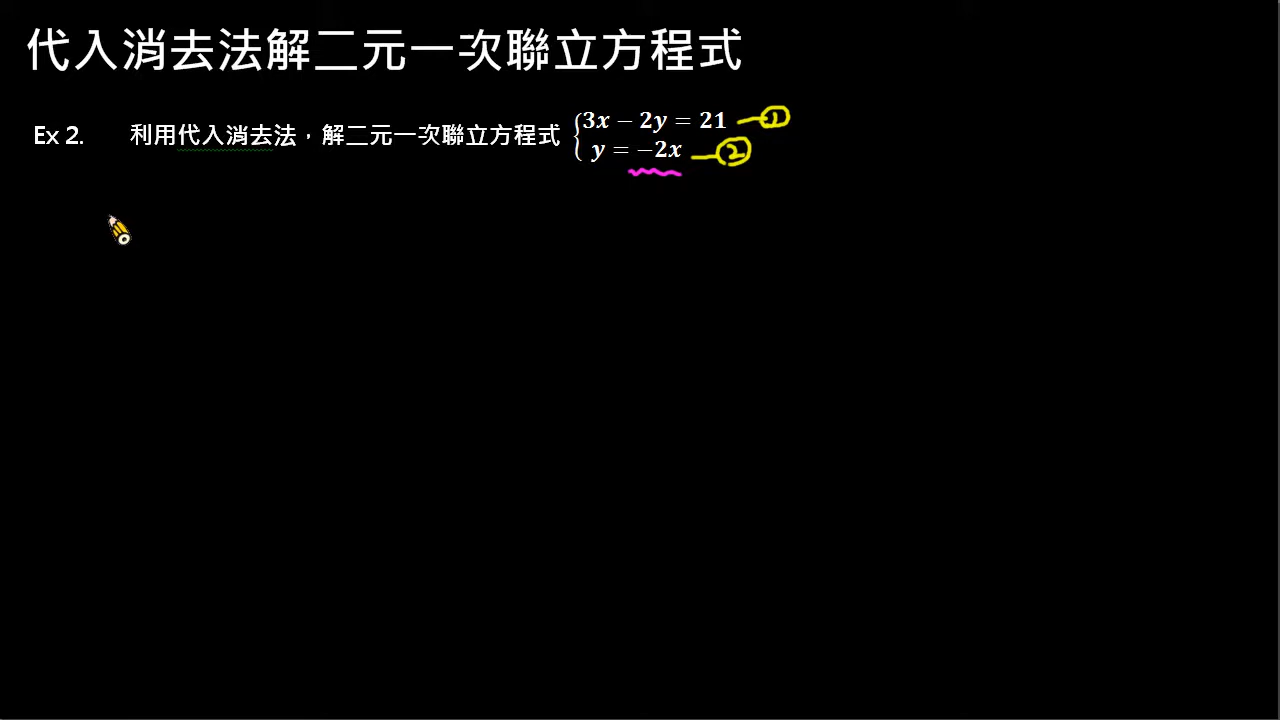 代入消去法解二元一次聯立方程式
Ex 2. 利用代入消去法，解二元一次聯立方程式
3x − 2y = 21 — ①
y = −2x — ②